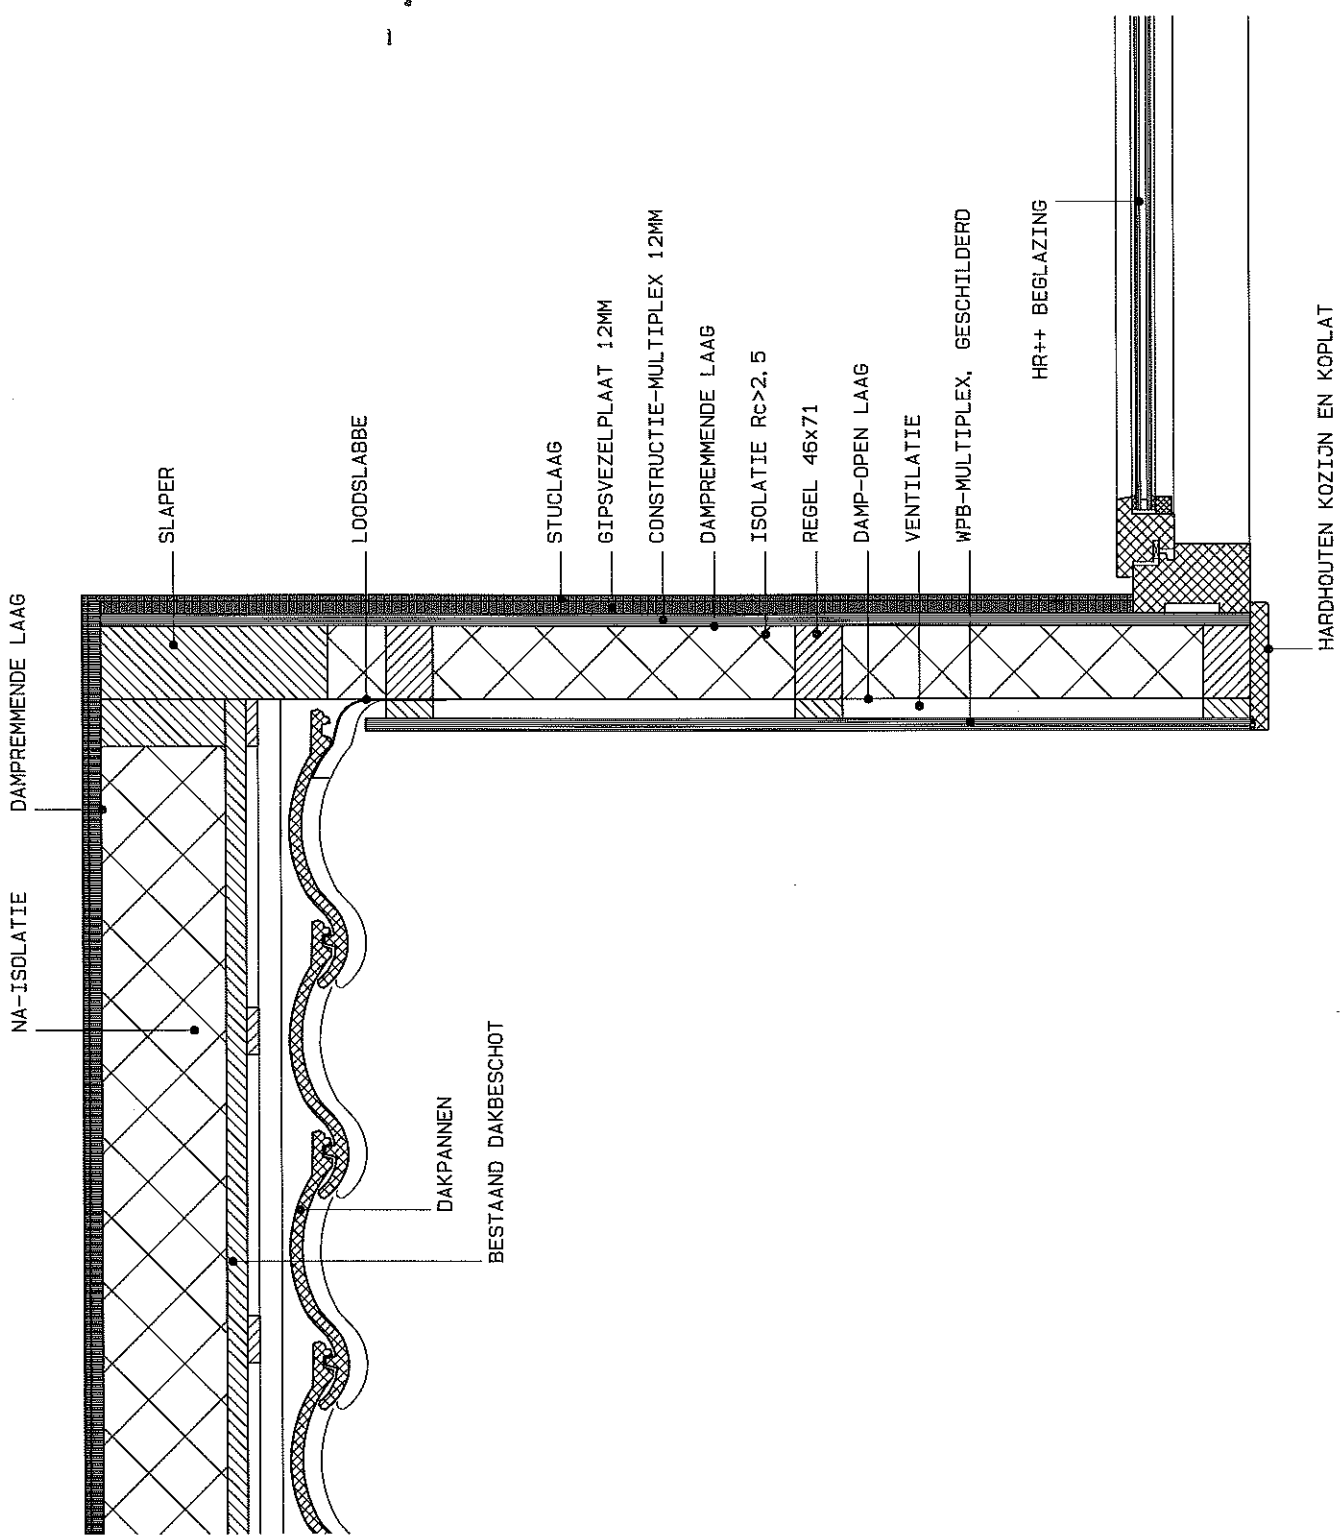 NA-ISOLATIE
DAMPREMMENDE LAAG
SLAPER
LOODSLABBE
STUCLAAG
GIPSVEZELPLAAT 12MM
CONSTRUCTIE-MULTIPLEX 12MM
DAMPREMMENDE LAAG
ISOLATIE Rc>2,5
REGEL 46x71
DAMP-OPEN LAAG
VENTILATIE
WPB-MULTIPLEX, GESCHILDERD
HR++ BEGLAZING
HARDHOUTEN KOZIJN EN KOPLAT
DAKPANNEN
BESTAAND DAKBESCHOT